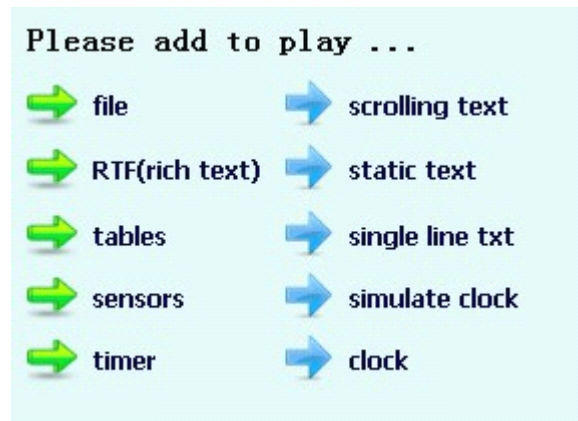 Please add to play ...
file
scrolling text
RTF(rich text)
static text
tables
single line txt
sensors
simulate clock
timer
clock